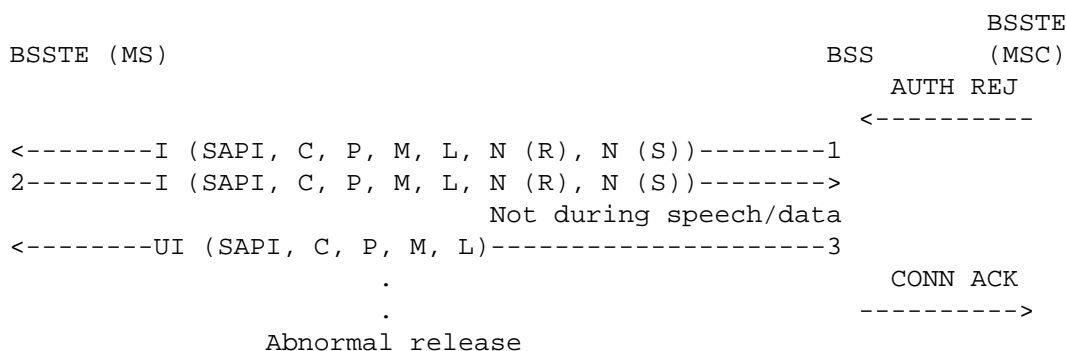 BSSTE
BSSTE (MS) BSS (MSC)
AUTH REJ
<----------
<--------I (SAPI, C, P, M, L, N (R), N (S))--------1
2--------I (SAPI, C, P, M, L, N (R), N (S))-------->
Not during speech/data
<--------UI (SAPI, C, P, M, L)---------------------3
. CONN ACK
. ---------->
Abnormal release